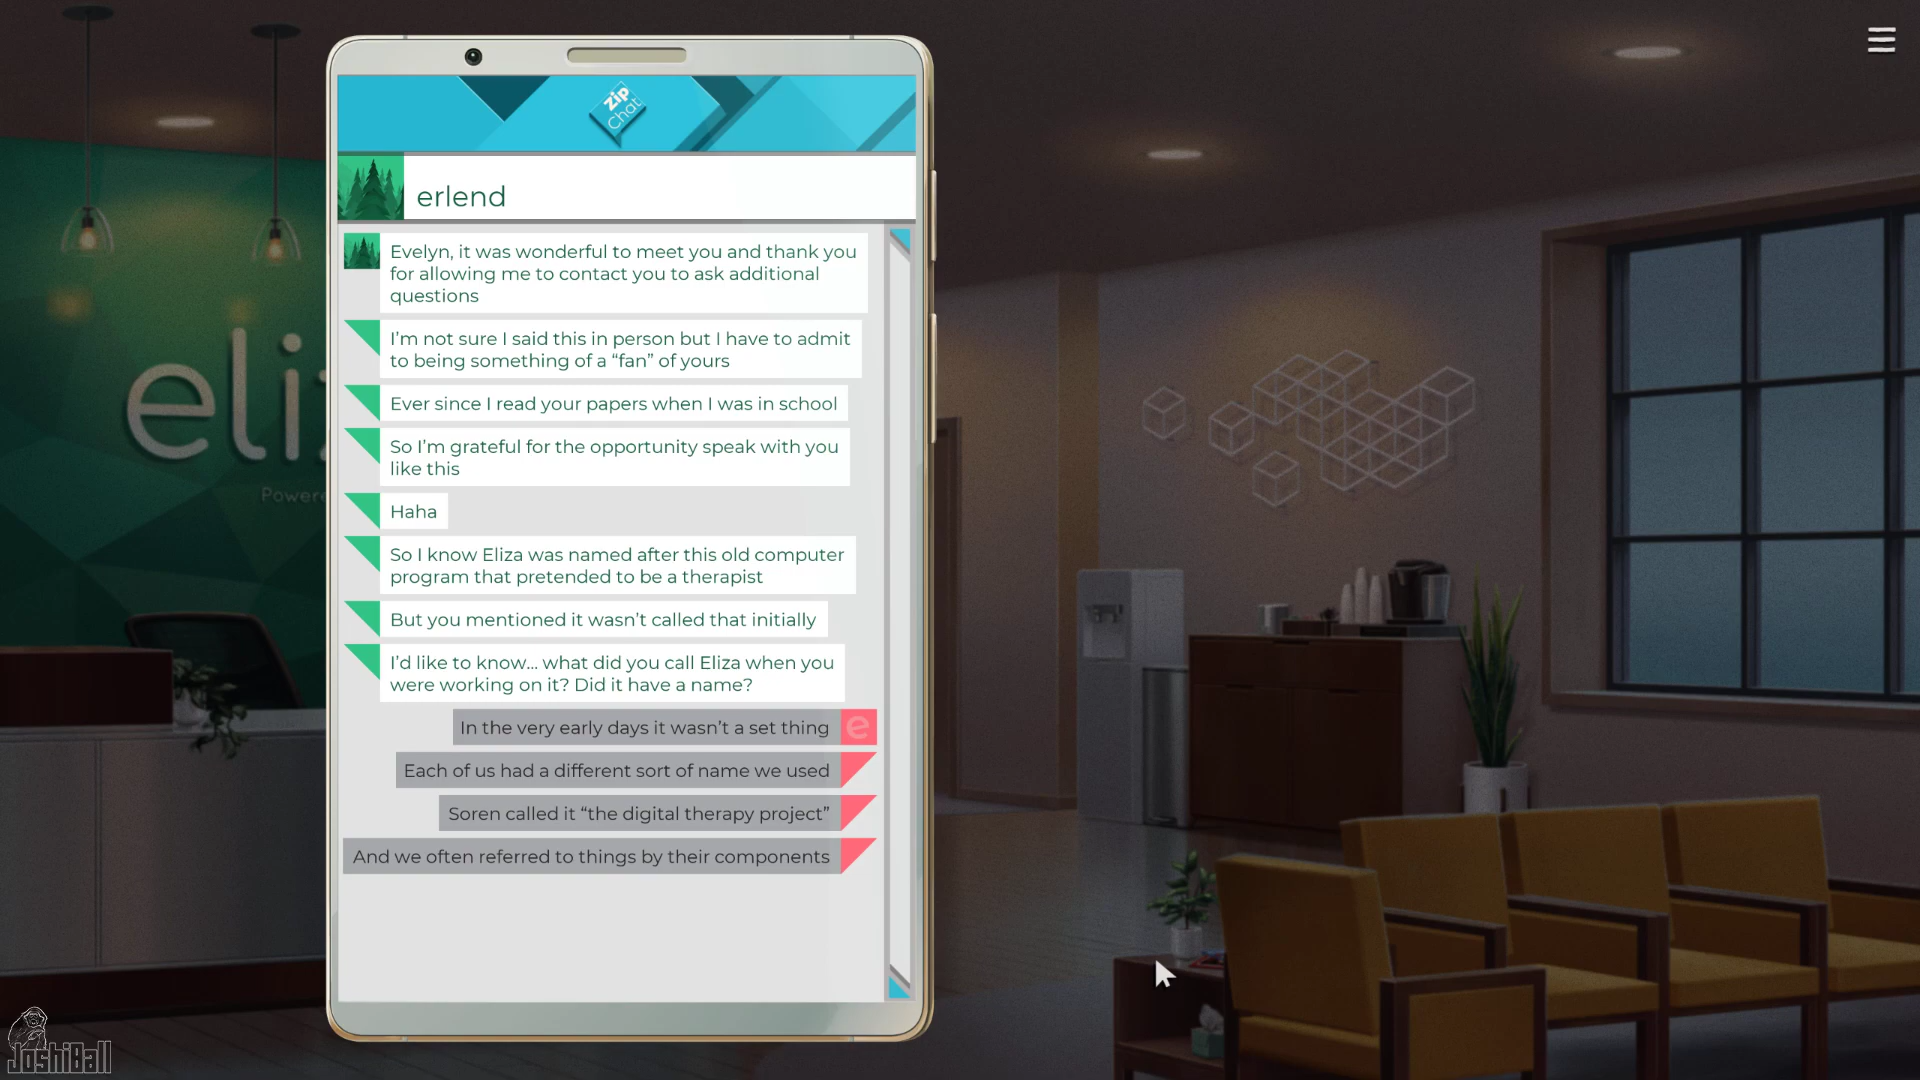 zip
Chat
erlend
Evelyn, it was wonderful to meet you and thank you
for allowing me to contact you to ask additional
questions
I'm not sure I said this in person but I have to admit
to being something of a “fan” of yours
Ever since I read your papers when I was in school
So I'm grateful for the opportunity speak with you
like this
Haha
So I know Eliza was named after this old computer
program that pretended to be a therapist
But you mentioned it wasn't called that initially
I'd like to know... what did you call Eliza when you
were working on it? Did it have a name?
In the very early days it wasn't a set thing
e
Each of us had a different sort of name we used
Soren called it “the digital therapy project”
And we often referred to things by their components
eli
Powere
JoshiBall